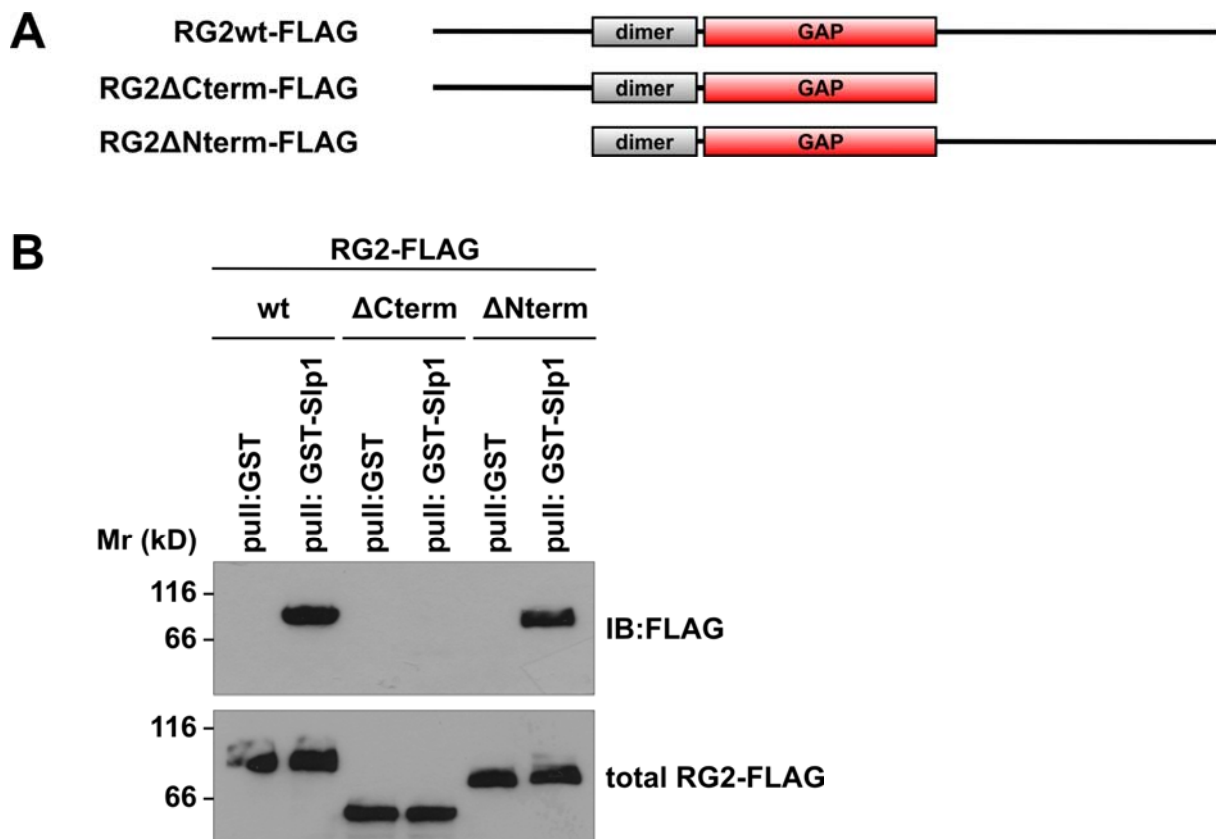 A
RG2wt-FLAG dimer GAP
RG2ΔCterm-FLAG dimer GAP
RG2ΔNterm-FLAG dimer GAP
B
RG2-FLAG
wt ΔCterm ΔNterm
pull:GST pull: GST-Slp1 pull:GST pull: GST-Slp1 pull:GST pull: GST-Slp1
Mr (kD)
116
66
IB:FLAG
116
66
total RG2-FLAG